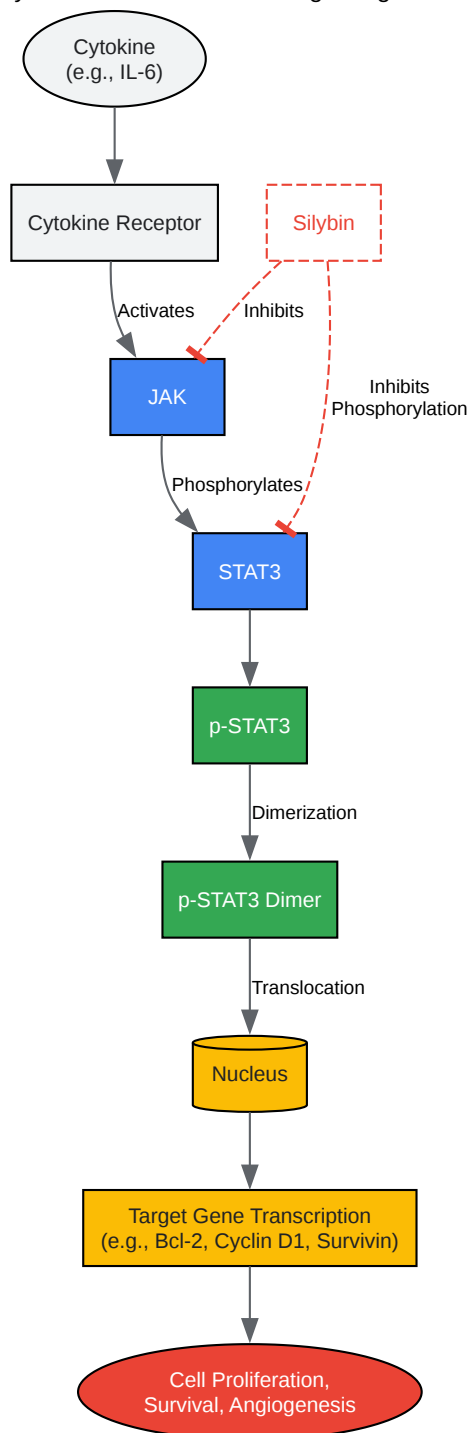 Cytokine
(e.g., IL-6)
Cytokine Receptor
Silybin
Activates
Inhibits
JAK
Inhibits
Phosphorylation
Phosphorylates
STAT3
p-STAT3
Dimerization
p-STAT3 Dimer
Translocation
Nucleus
Target Gene Transcription
(e.g., Bcl-2, Cyclin D1, Survivin)
Cell Proliferation,
Survival, Angiogenesis